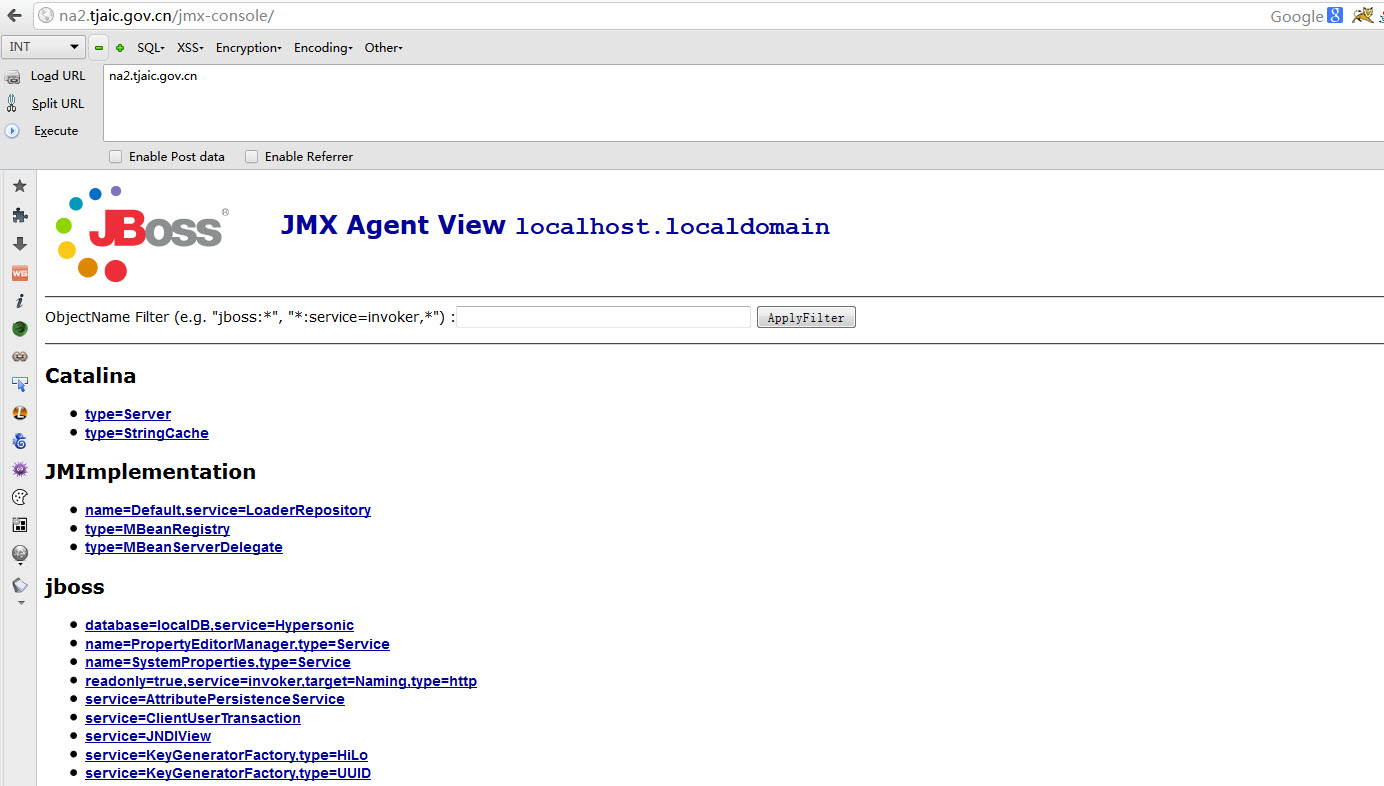 na2.tjaic.gov.cn/jmx-console/
Google 8
INT SQL XSS Encryption Encoding Other
Load URL na2.tjaic.gov.cn
Split URL
Execute
Enable Post data Enable Referrer
JBoss® JMX Agent View localhost.localdomain
ObjectName Filter (e.g. "jboss:*", "*:service=invoker,*") : ApplyFilter
WB
Catalina
type=Server
type=StringCache
JMImplementation
name=Default,service=LoaderRepository
type=MBeanRegistry
type=MBeanServerDelegate
jboss
database=localDB,service=Hypersonic
name=PropertyEditorManager,type=Service
name=SystemProperties,type=Service
readonly=true,service=invoker,target=Naming,type=http
service=AttributePersistenceService
service=ClientUserTransaction
service=JNDIView
service=KeyGeneratorFactory,type=HiLo
service=KeyGeneratorFactory,type=UUID